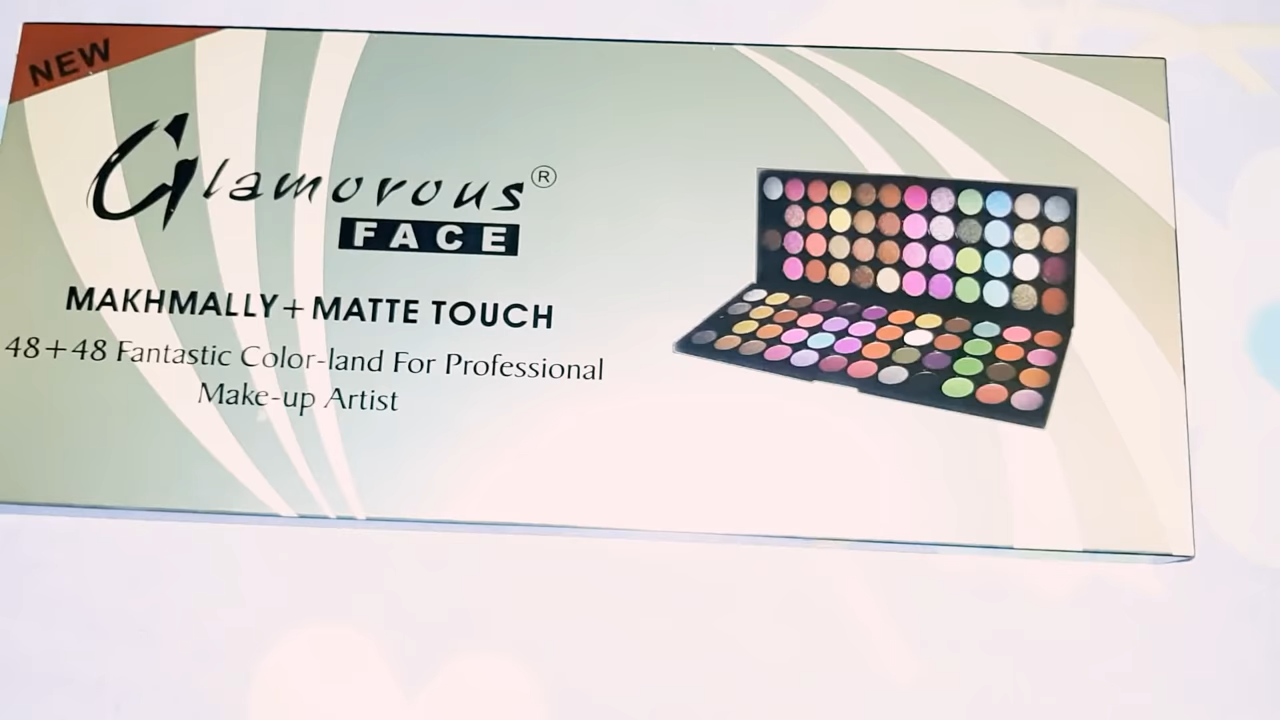 NEW
Glamorous®
FACE
MAKHMALLY+MATTE TOUCH
48+48 Fantastic Color-land For Professional
Make-up Artist